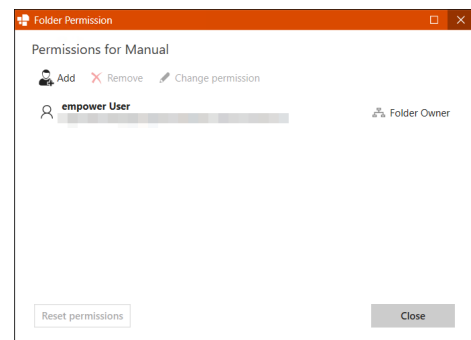 Folder Permission
Permissions for Manual
Add Remove Change permission
empower User
Folder Owner
Reset permissions Close